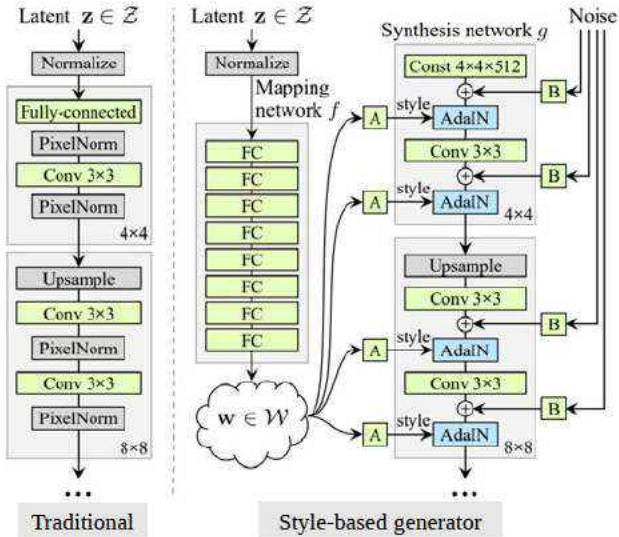 Latent z ∈ Z
Normalize
Fully-connected
PixelNorm
Conv 3×3
PixelNorm
4×4
Upsample
Conv 3×3
PixelNorm
Conv 3×3
PixelNorm
8×8
...
Traditional
Latent z ∈ Z
Normalize
Mapping
network f
FC
FC
FC
FC
FC
FC
FC
FC
w ∈ W
A
style
A
style
A
style
A
style
Synthesis network g
Const 4×4×512
AdaIN
Conv 3×3
AdaIN
4×4
Upsample
Conv 3×3
AdaIN
Conv 3×3
AdaIN
8×8
...
Noise
B
B
B
B
Style-based generator